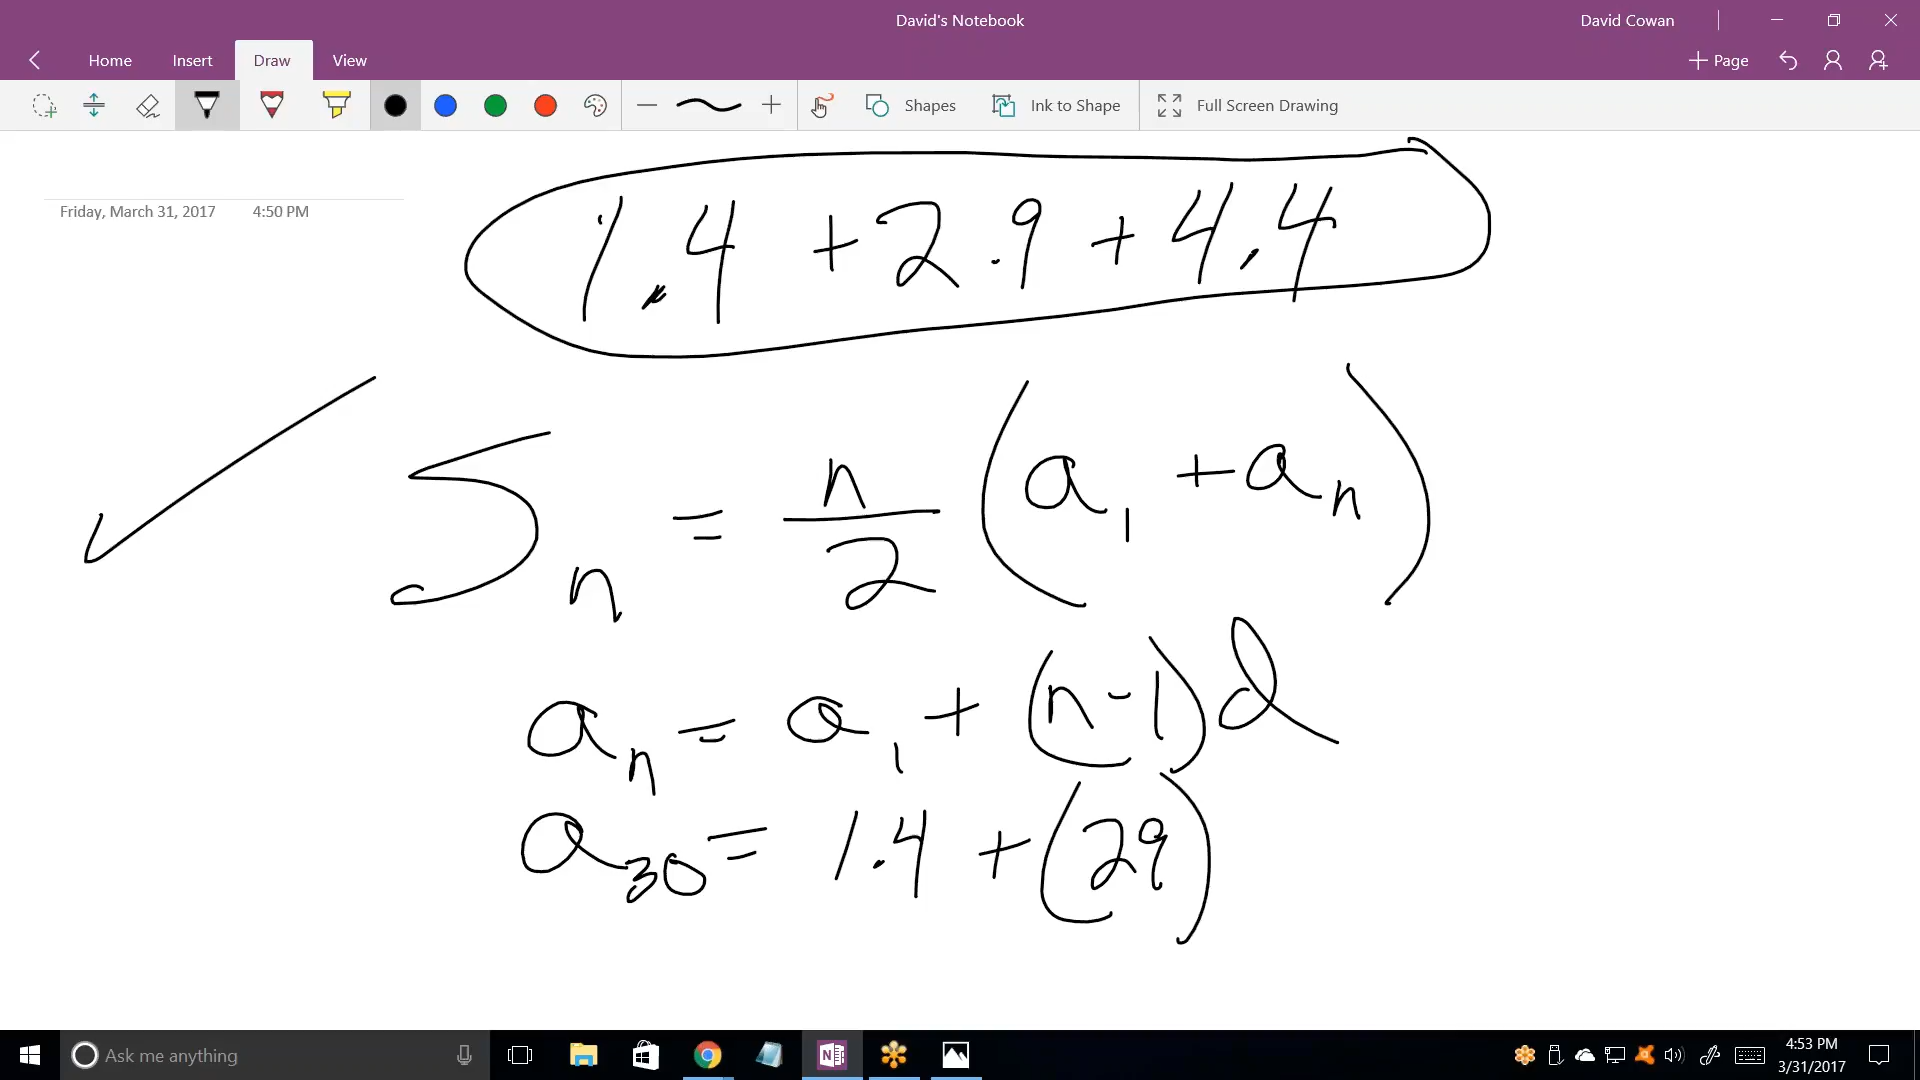 David's Notebook
David Cowan
Home Insert Draw View
Page
Shapes Ink to Shape Full Screen Drawing
Friday, March 31, 2017 4:50 PM
1.4 + 2.9 + 4.4
Sn = n/2 (a1 + an)
an = a1 + (n-1)d
a30 = 1.4 + (29)
Ask me anything
4:53 PM
3/31/2017